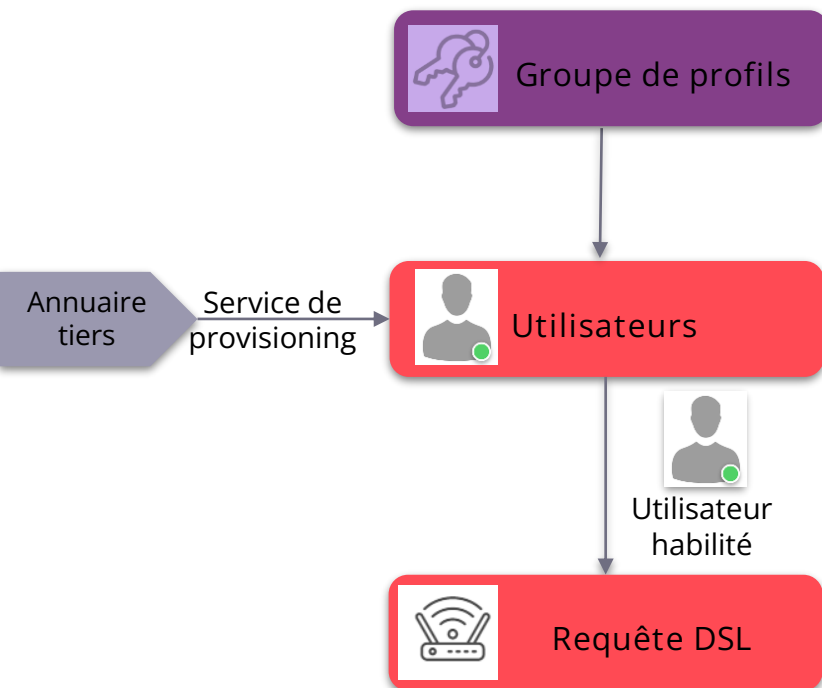 Groupe de profils
Annuaire
tiers
Service de
provisioning
Utilisateurs
Utilisateur
habilité
Requête DSL